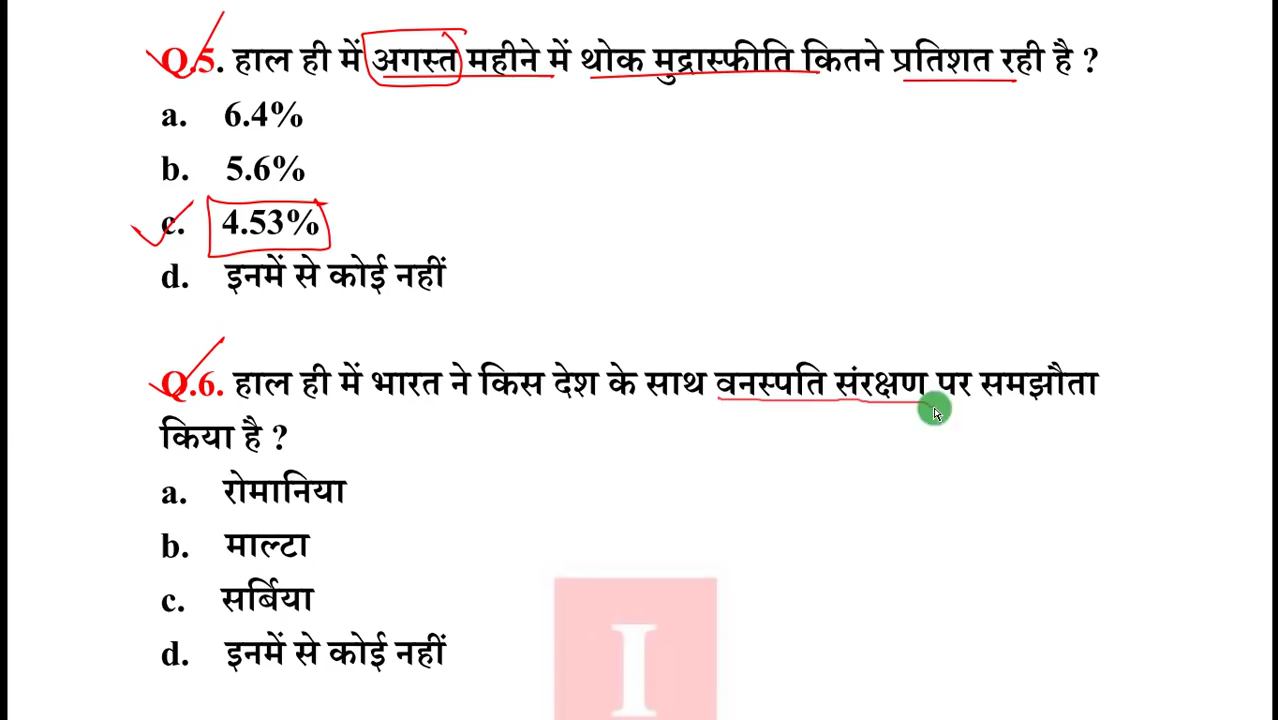 Q.5. हाल ही में अगस्त महीने में थोक मुद्रास्फीति कितने प्रतिशत रही है ?
a. 6.4%
b. 5.6%
c. 4.53%
d. इनमें से कोई नहीं
Q.6. हाल ही में भारत ने किस देश के साथ वनस्पति संरक्षण पर समझौता
किया है ?
a. रोमानिया
b. माल्टा
c. सर्बिया
d. इनमें से कोई नहीं
I